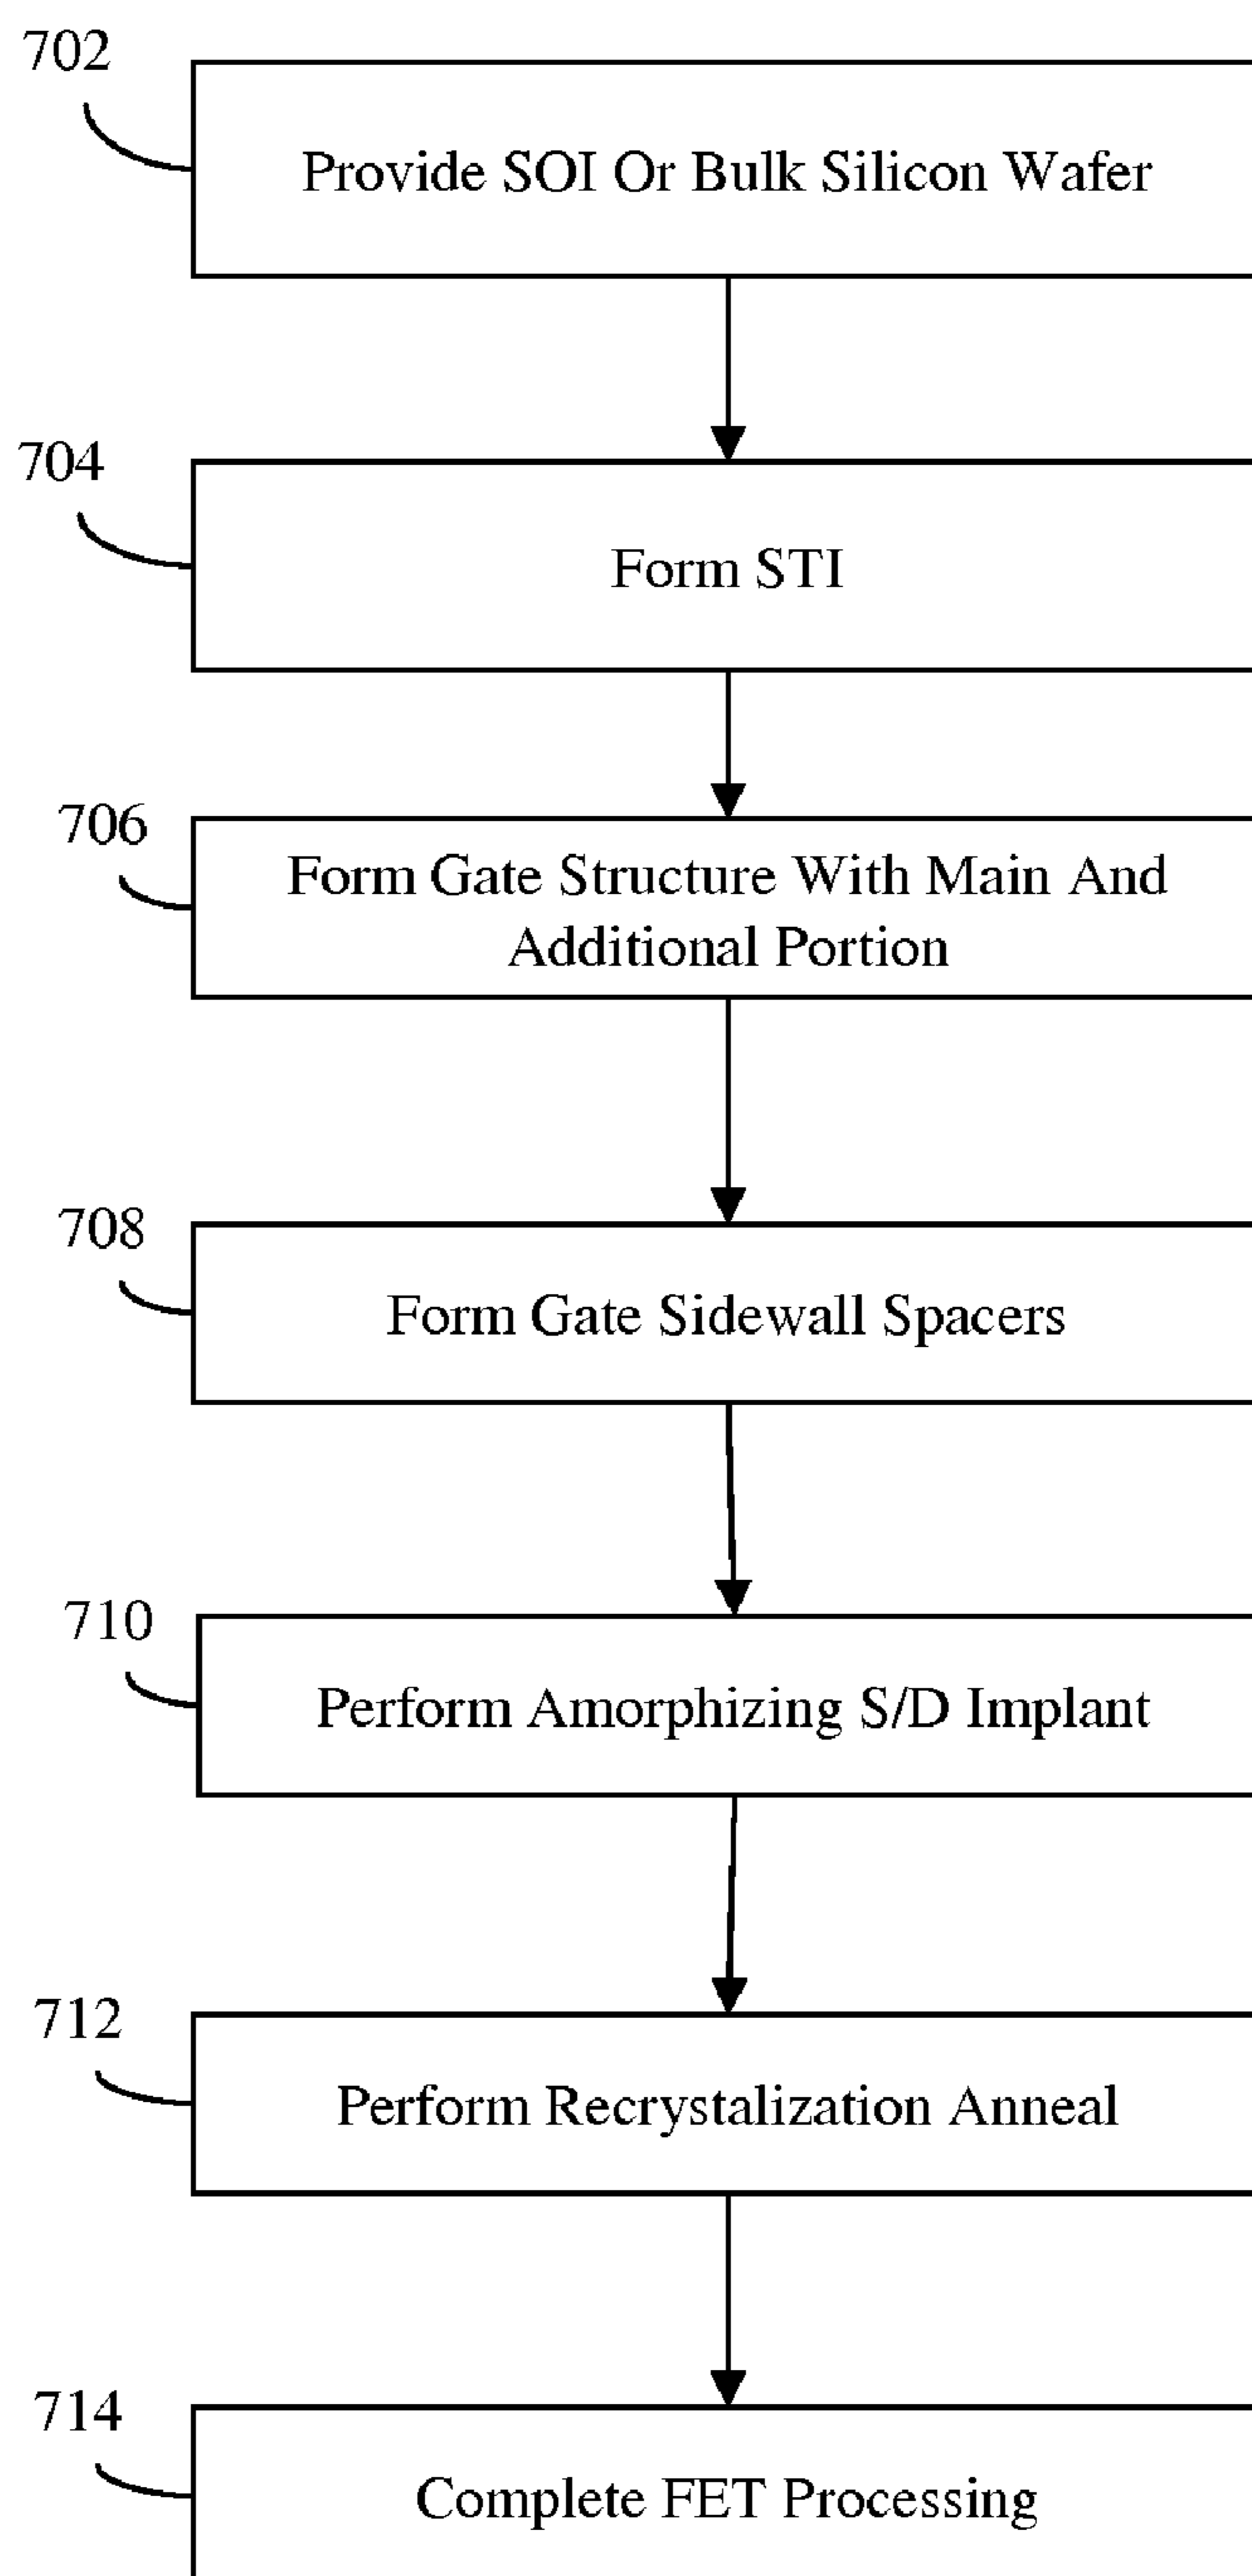 702
Provide SOI Or Bulk Silicon Wafer
704
Form STI
706
Form Gate Structure With Main And
Additional Portion
708
Form Gate Sidewall Spacers
710
Perform Amorphizing S/D Implant
712
Perform Recrystalization Anneal
714
Complete FET Processing